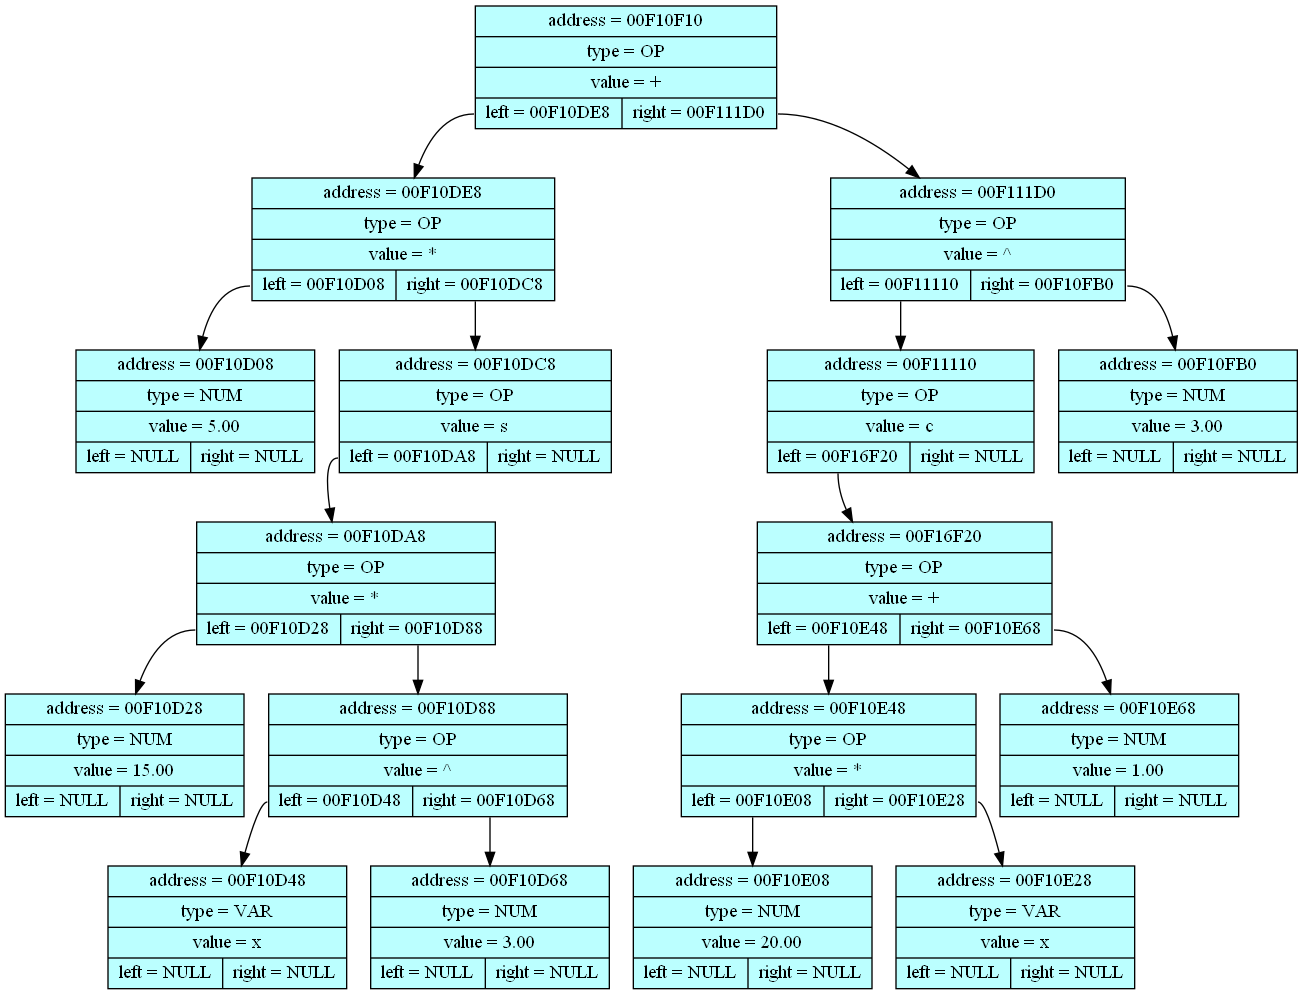 address = 00F10F10
type = OP
value = +
left = 00F10DE8 right = 00F111D0
address = 00F10DE8
type = OP
value = *
left = 00F10D08 right = 00F10DC8
address = 00F111D0
type = OP
value = ^
left = 00F11110 right = 00F10FB0
address = 00F10D08
type = NUM
value = 5.00
left = NULL right = NULL
address = 00F10DC8
type = OP
value = s
left = 00F10DA8 right = NULL
address = 00F11110
type = OP
value = c
left = 00F16F20 right = NULL
address = 00F10FB0
type = NUM
value = 3.00
left = NULL right = NULL
address = 00F10DA8
type = OP
value = *
left = 00F10D28 right = 00F10D88
address = 00F16F20
type = OP
value = +
left = 00F10E48 right = 00F10E68
address = 00F10D28
type = NUM
value = 15.00
left = NULL right = NULL
address = 00F10D88
type = OP
value = ^
left = 00F10D48 right = 00F10D68
address = 00F10E48
type = OP
value = *
left = 00F10E08 right = 00F10E28
address = 00F10E68
type = NUM
value = 1.00
left = NULL right = NULL
address = 00F10D48
type = VAR
value = x
left = NULL right = NULL
address = 00F10D68
type = NUM
value = 3.00
left = NULL right = NULL
address = 00F10E08
type = NUM
value = 20.00
left = NULL right = NULL
address = 00F10E28
type = VAR
value = x
left = NULL right = NULL